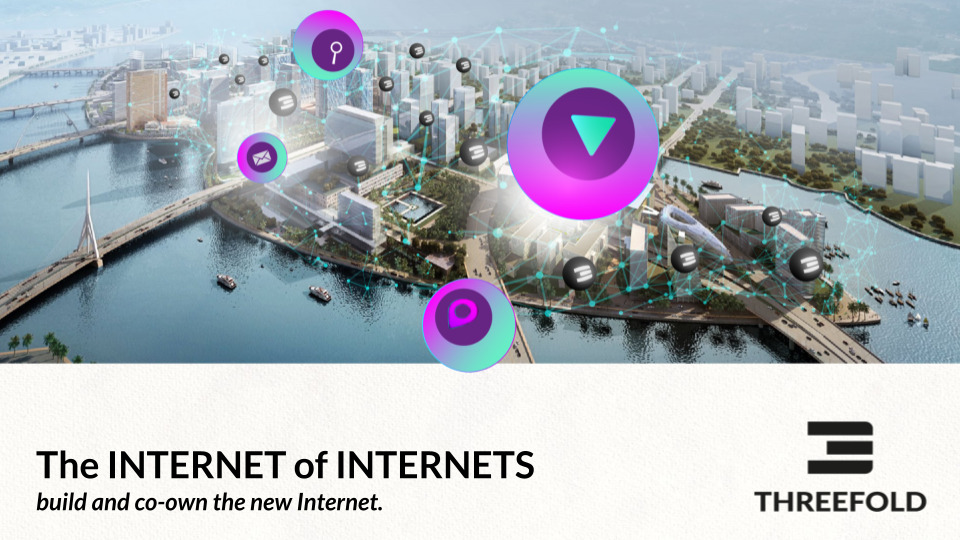 The INTERNET of INTERNETS
build and co-own the new Internet.
THREEFOLD